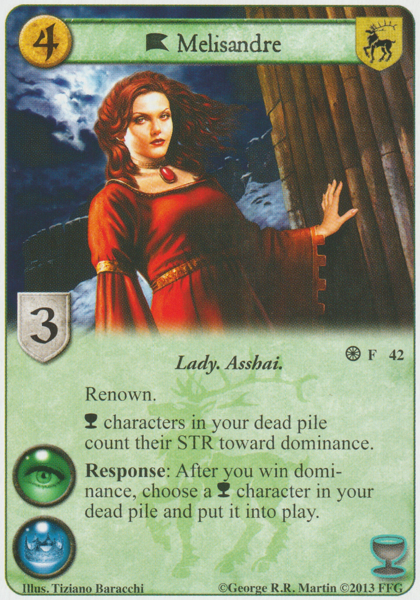 4
Melisandre
3
Lady. Asshai.
F 42
Renown.
characters in your dead pile
count their STR toward dominance.
Response: After you win domi-
nance, choose a character in your
dead pile and put it into play.
Illus. Tiziano Baracchi
©George R.R. Martin ©2013 FFG